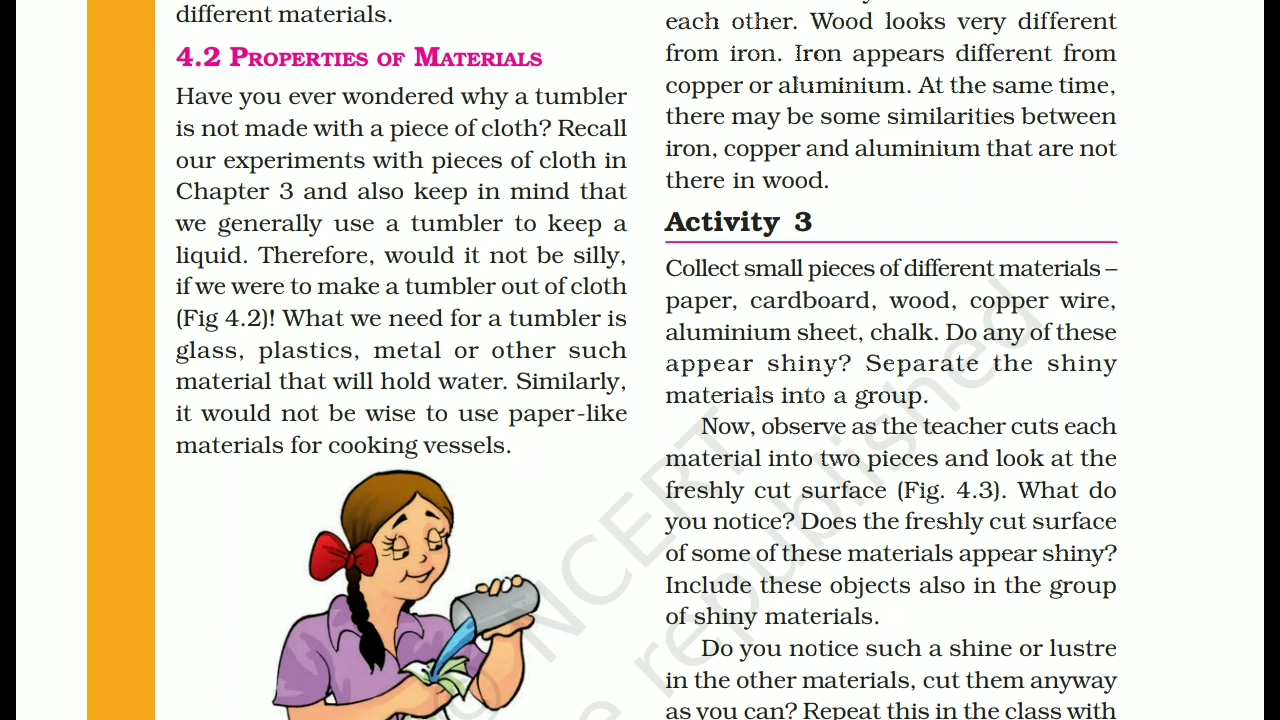 different materials.
4.2 PROPERTIES OF MATERIALS
Have you ever wondered why a tumbler
is not made with a piece of cloth? Recall
our experiments with pieces of cloth in
Chapter 3 and also keep in mind that
we generally use a tumbler to keep a
liquid. Therefore, would it not be silly,
if we were to make a tumbler out of cloth
(Fig 4.2)! What we need for a tumbler is
glass, plastics, metal or other such
material that will hold water. Similarly,
it would not be wise to use paper-like
materials for cooking vessels.
each other. Wood looks very different
from iron. Iron appears different from
copper or aluminium. At the same time,
there may be some similarities between
iron, copper and aluminium that are not
there in wood.
Activity 3
Collect small pieces of different materials –
paper, cardboard, wood, copper wire,
aluminium sheet, chalk. Do any of these
appear shiny? Separate the shiny
materials into a group.
Now, observe as the teacher cuts each
material into two pieces and look at the
freshly cut surface (Fig. 4.3). What do
you notice? Does the freshly cut surface
of some of these materials appear shiny?
Include these objects also in the group
of shiny materials.
Do you notice such a shine or lustre
in the other materials, cut them anyway
as you can? Repeat this in the class with
NCERT
republished